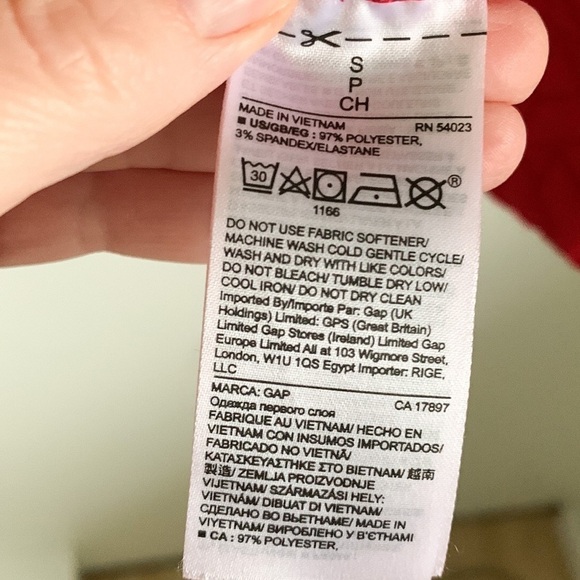 S
P
CH
MADE IN VIETNAM RN 54023
■ US/GB/EG : 97% POLYESTER,
3% SPANDEX/ELASTANE
30
1166
DO NOT USE FABRIC SOFTENER/
MACHINE WASH COLD GENTLE CYCLE/
WASH AND DRY WITH LIKE COLORS/
DO NOT BLEACH/ TUMBLE DRY LOW/
COOL IRON/ DO NOT DRY CLEAN
Imported By/Importe Par: Gap (UK
Holdings) Limited: GPS (Great Britain)
Limited Gap Stores (Ireland) Limited Gap
Europe Limited All at 103 Wigmore Street,
London, W1U 1QS Egypt Importer: RIGE,
LLC
MARCA: GAP CA 17897
Одежда первого слоя
FABRIQUE AU VIETNAM/ HECHO EN
VIETNAM CON INSUMOS IMPORTADOS/
FABRICADO NO VIETNÃ/
ΚΑΤΑΣΚΕΥΑΣΤΗΚΕ ΣΤΟ ΒΙΕΤΝΑΜ/ 越南
製造/ ZEMLJA PROIZVODNJE
VIJETNAM/ SZÁRMAZÁSI HELY:
VIETNÁM/ DIBUAT DI VIETNAM/
СДЕЛАНО ВО ВЬЕТНАМЕ/ MADE IN
VIYETNAM/ ВИРОБЛЕНО У В'ЄТНАМІ
■ CA : 97% POLYESTER,